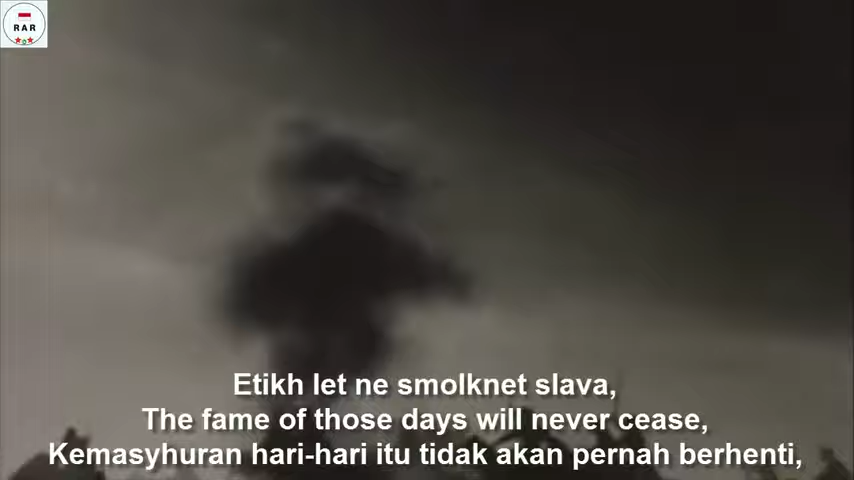 RAR
Etikh let ne smolknet slava,
The fame of those days will never cease,
Kemasyhuran hari-hari itu tidak akan pernah berhenti,